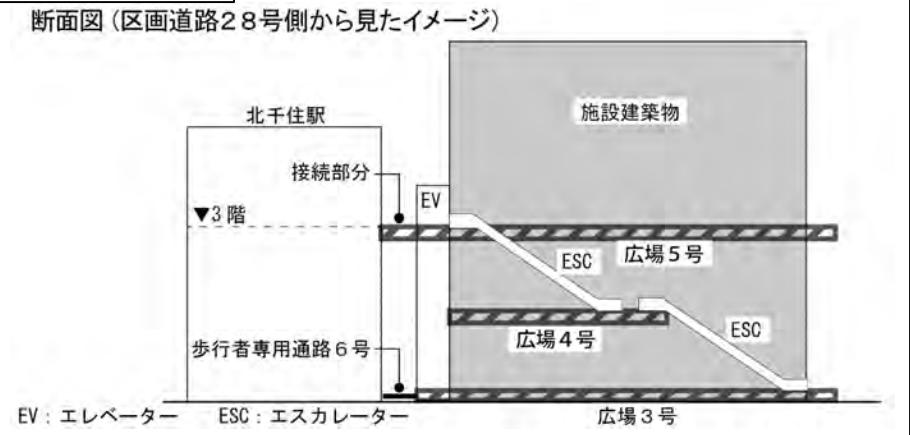 断面図（区画道路２８号側から見たイメージ）
北千住駅
施設建築物
接続部分
EV
▼3 階
ESC
広場５号
ESC
広場４号
歩行者専用通路６号
EV：エレベーター ESC：エスカレーター
広場３号